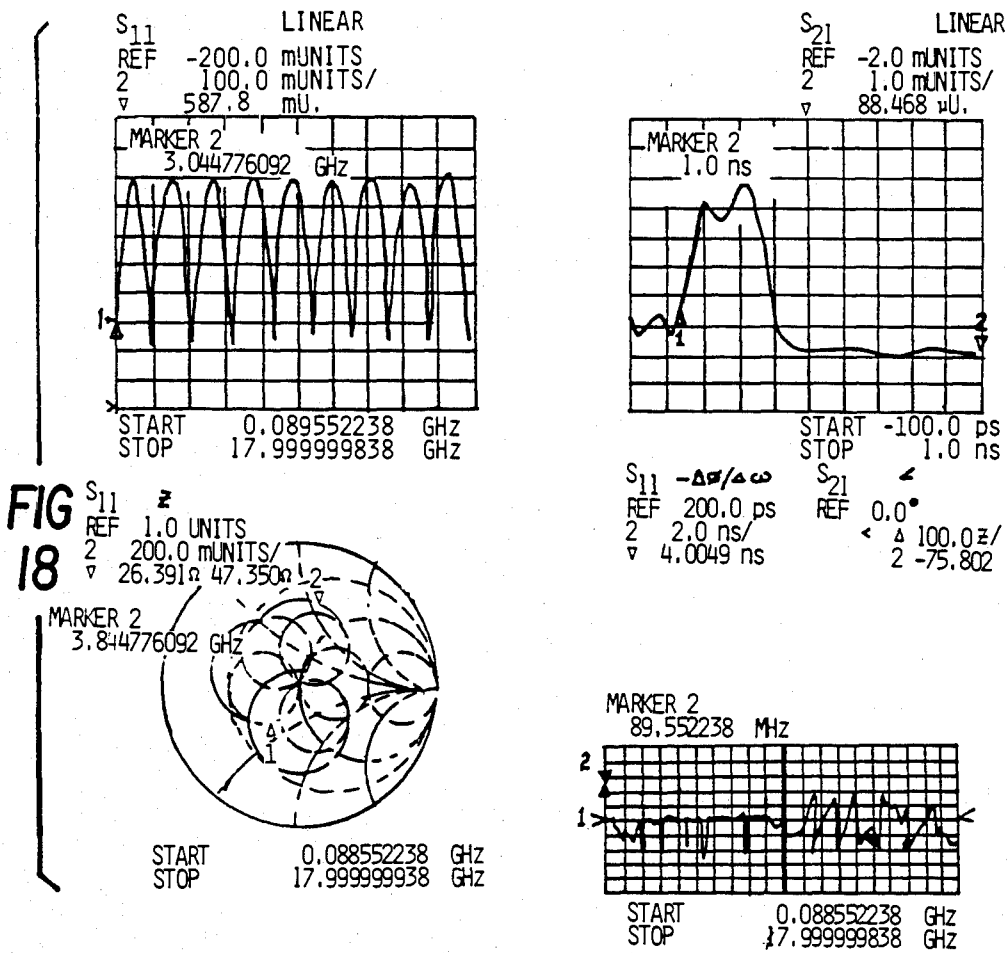 S11 LINEAR
REF -200.0 mUNITS
2 100.0 mUNITS/
▽ 587.8 mU.
MARKER 2
3.044776092 GHz
1
START 0.089552238 GHz
STOP 17.999999838 GHz
S21 LINEAR
REF -2.0 mUNITS
2 1.0 mUNITS/
▽ 88.468 μU.
MARKER 2
1.0 ns
1
2
START -100.0 ps
STOP 1.0 ns
FIG
18
S11 Z
REF 1.0 UNITS
2 200.0 mUNITS/
▽ 26.391Ω 47.350Ω
2
MARKER 2
3.844776092 GHz
1
START 0.088552238 GHz
STOP 17.999999938 GHz
S11 -Δø/Δω
REF 200.0 ps
2 2.0 ns/
▽ 4.0049 ns
S21 ∠
REF 0.0°
< Δ 100.0 z/
2 -75.802
MARKER 2
89.552238 MHz
2
1
START 0.088552238 GHz
STOP 17.999999838 GHz